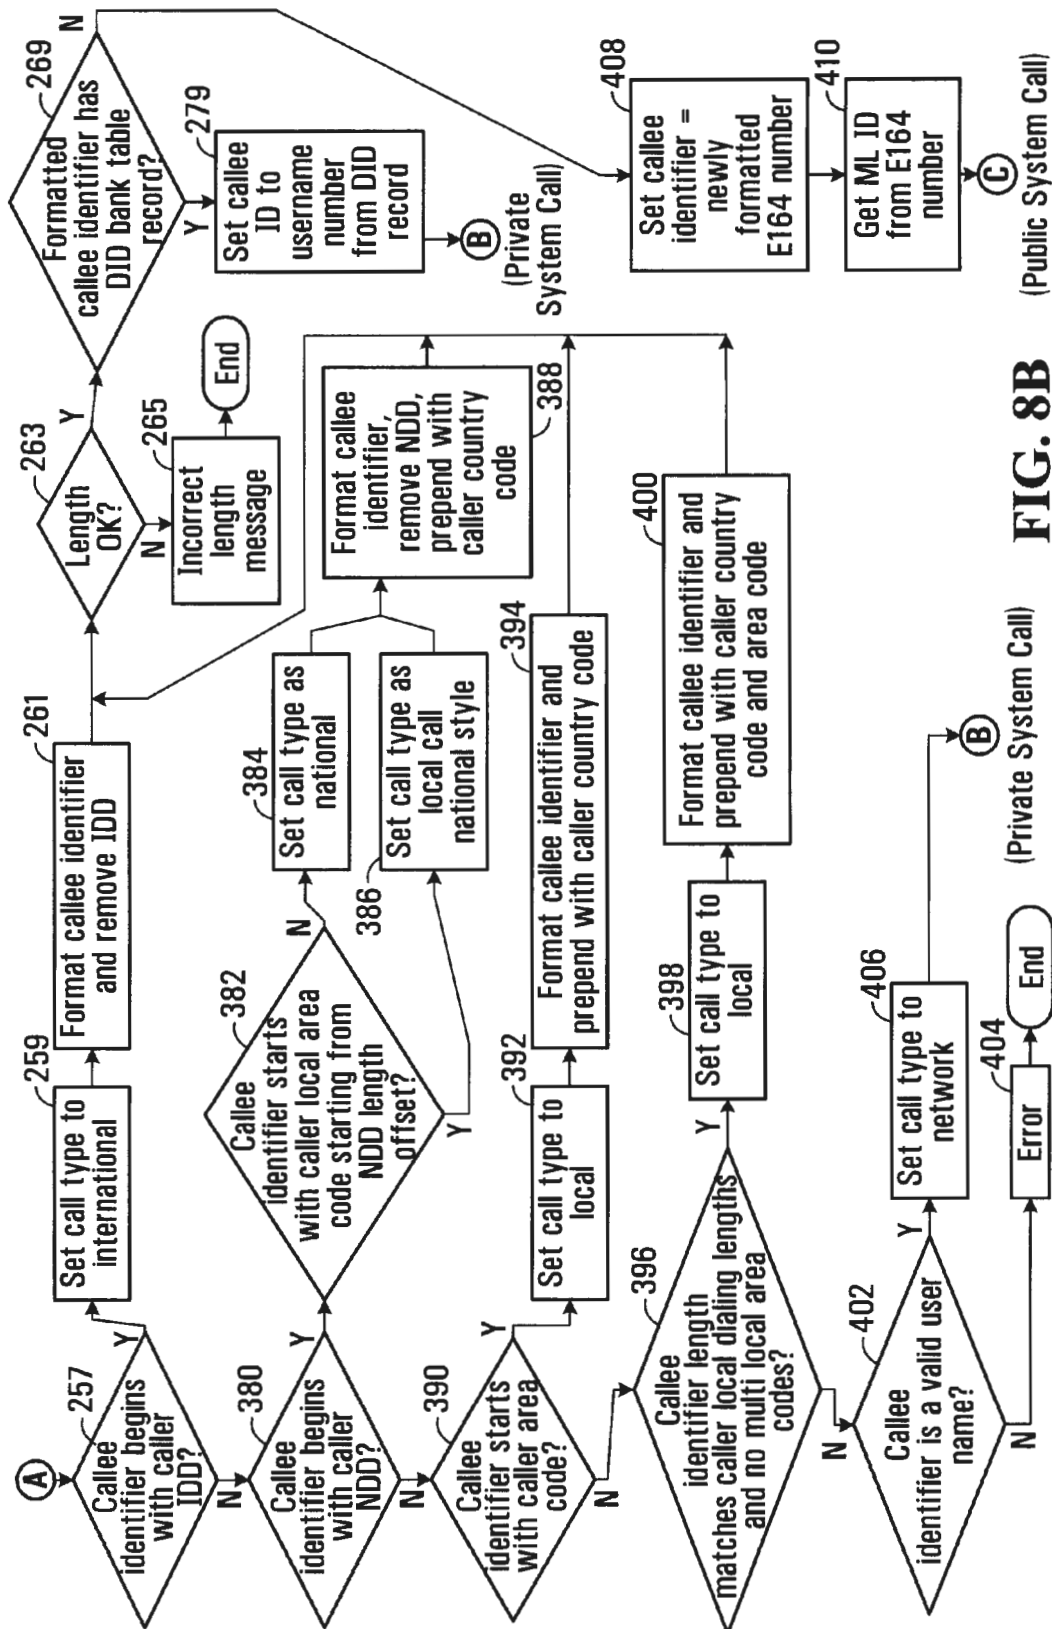 A
257
Callee
identifier begins
with caller
IDD?
Y
N
259
Set call type to
international
261
Format callee identifier
and remove IDD
263
Length
OK?
Y
N
265
Incorrect
length
message
End
269
Formatted
callee identifier has
DID bank table
record?
N
Y
279
Set callee
ID to
username
number
from DID
record
B
(Private
System Call)
380
Callee
identifier begins
with caller
NDD?
Y
N
382
Callee
identifier starts
with caller local area
code starting from
NDD length
offset?
N
Y
384
Set call type as
national
386
Set call type as
local call
national style
Format callee
identifier,
remove NDD,
prepend with
caller country
code
388
390
Callee
identifier starts
with caller area
code?
Y
N
392
Set call type to
local
394
Format callee identifier and
prepend with caller country code
396
Callee
identifier length
matches caller local dialing lengths
and no multi local area
codes?
Y
N
398
Set call type to
local
400
Format callee identifier and
prepend with caller country
code and area code
402
Callee
identifier is a valid user
name?
Y
N
406
Set call type to
network
B
(Private System Call)
404
Error
End
408
Set callee
identifier =
newly
formatted
E164 number
410
Get ML ID
from E164
number
C
(Public System Call)
FIG. 8B